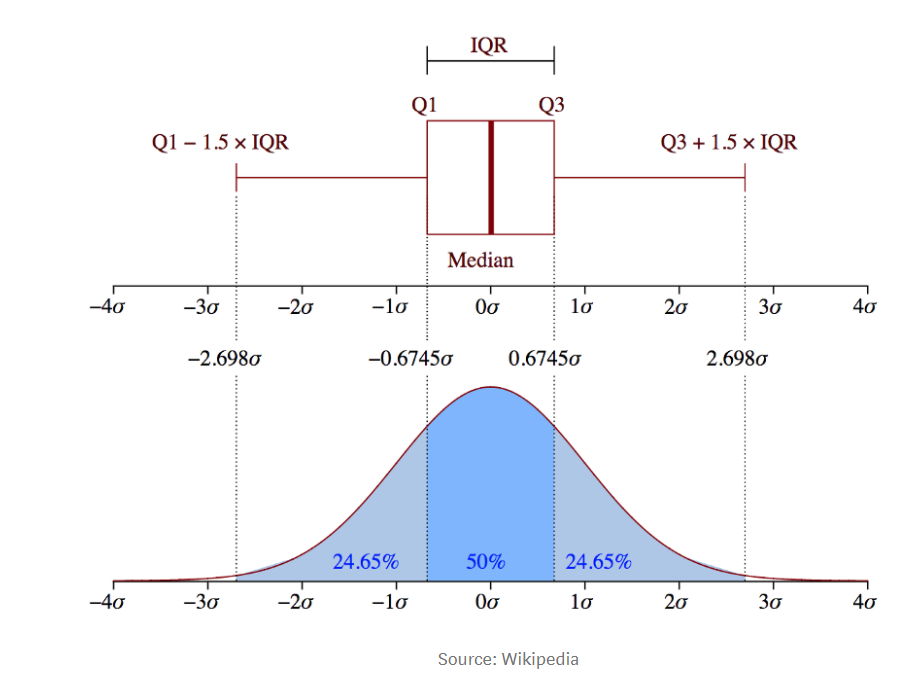 IQR
Q1 Q3
Q1 − 1.5 × IQR Q3 + 1.5 × IQR
Median
−4σ −3σ −2σ −1σ 0σ 1σ 2σ 3σ 4σ
−2.698σ −0.6745σ 0.6745σ 2.698σ
24.65% 50% 24.65%
−4σ −3σ −2σ −1σ 0σ 1σ 2σ 3σ 4σ
Source: Wikipedia